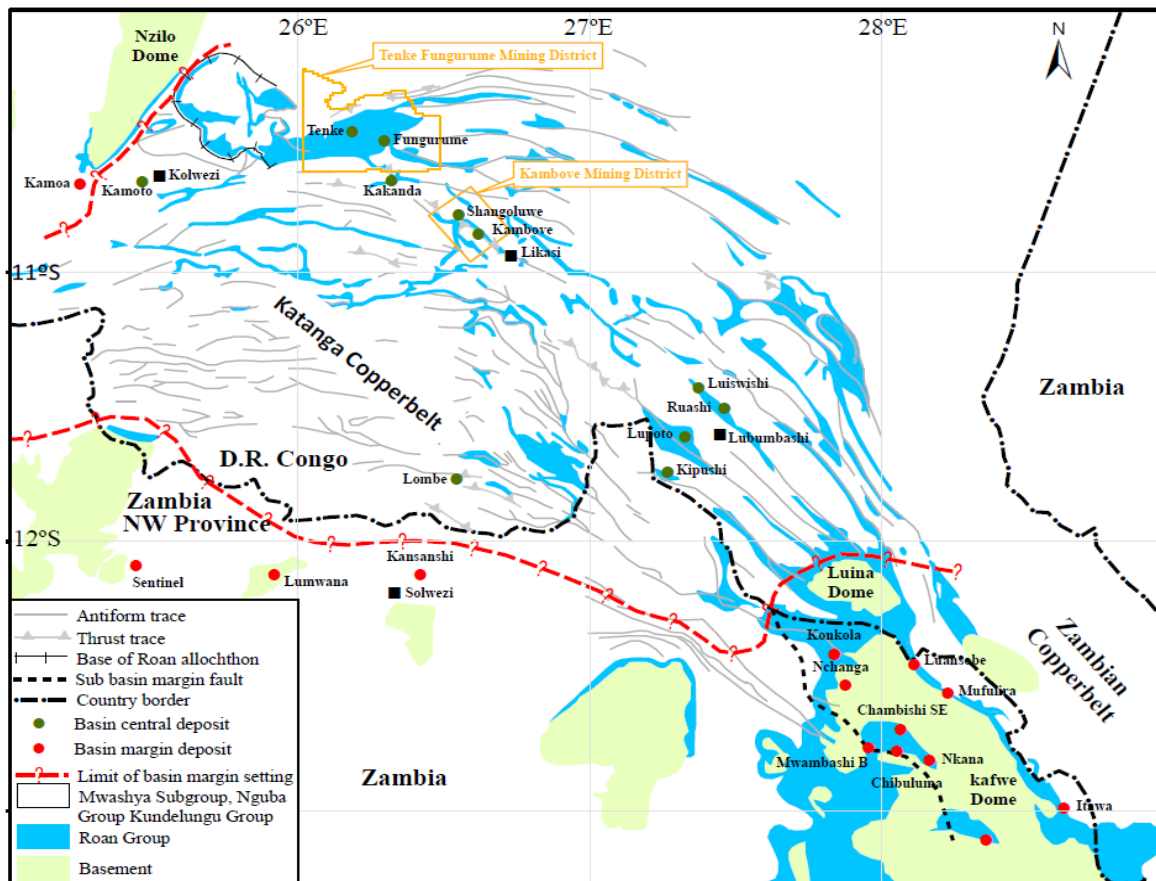 26°E
27°E
28°E
N
Nzilo
Dome
Tenke Fungurume Mining District
Tenke
Fungurume
Kamoa
Kamoto
Kolwezi
Kakanda
Kambove Mining District
Shangoluwe
Kambove
Likasi
11ºS
Katanga Copperbelt
Zambia
Luiswishi
Ruashi
Lupoto
Lubumbashi
Kipushi
D.R. Congo
Lombe
Zambia
NW Province
12°S
Sentinel
Lumwana
Kansanshi
Solwezi
Luina
Dome
Zambian
Copperbelt
Konkola
Nchanga
Luansobe
Mufulira
Chambishi SE
Mwambashi B
Nkana
Chibuluma
kafwe
Dome
Itawa
Zambia
Antiform trace
Thrust trace
Base of Roan allochthon
Sub basin margin fault
Country border
Basin central deposit
Basin margin deposit
Limit of basin margin setting
Mwashya Subgroup, Nguba
Group Kundelungu Group
Roan Group
Basement